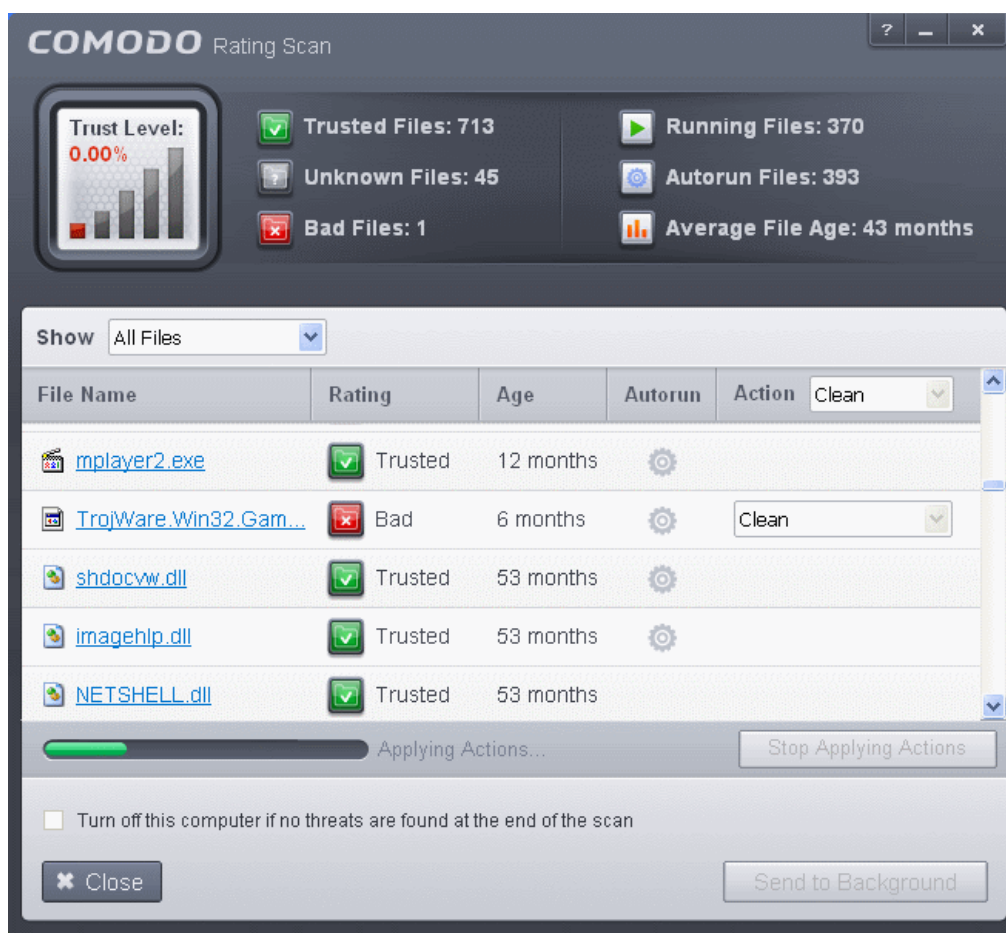 COMODO Rating Scan
? _ x
Trust Level:
0.00%
Trusted Files: 713
Unknown Files: 45
Bad Files: 1
Running Files: 370
Autorun Files: 393
Average File Age: 43 months
Show All Files
File Name Rating Age Autorun Action Clean
mplayer2.exe Trusted 12 months
TrojWare.Win32.Gam... Bad 6 months Clean
shdocvw.dll Trusted 53 months
imagehlp.dll Trusted 53 months
NETSHELL.dll Trusted 53 months
Applying Actions... Stop Applying Actions
Turn off this computer if no threats are found at the end of the scan
Close Send to Background